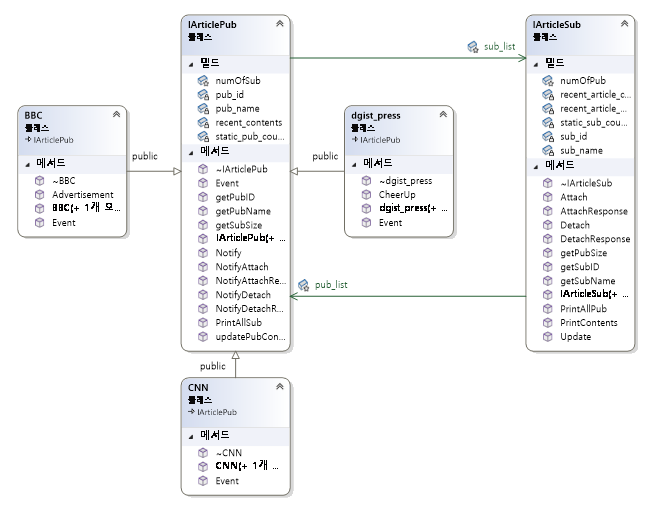 IArticlePub
클래스
필드
numOfSub
pub_id
pub_name
recent_contents
static_pub_cou...
메서드
~IArticlePub
Event
getPubID
getPubName
getSubSize
IArticlePub(+ ...
Notify
NotifyAttach
NotifyAttachRe...
NotifyDetach
NotifyDetachR...
PrintAllSub
updatePubCon...
sub_list
IArticleSub
클래스
필드
numOfPub
recent_article_c...
recent_article_...
static_sub_cou...
sub_id
sub_name
메서드
~IArticleSub
Attach
AttachResponse
Detach
DetachResponse
getPubSize
getSubID
getSubName
IArticleSub(+ ...
PrintAllPub
PrintContents
Update
BBC
클래스
IArticlePub
메서드
~BBC
Advertisement
BBC(+ 1개 오...
Event
public
dgist_press
클래스
IArticlePub
메서드
~dgist_press
CheerUp
dgist_press(+ ...
Event
public
pub_list
public
CNN
클래스
IArticlePub
메서드
~CNN
CNN(+ 1개 ...
Event